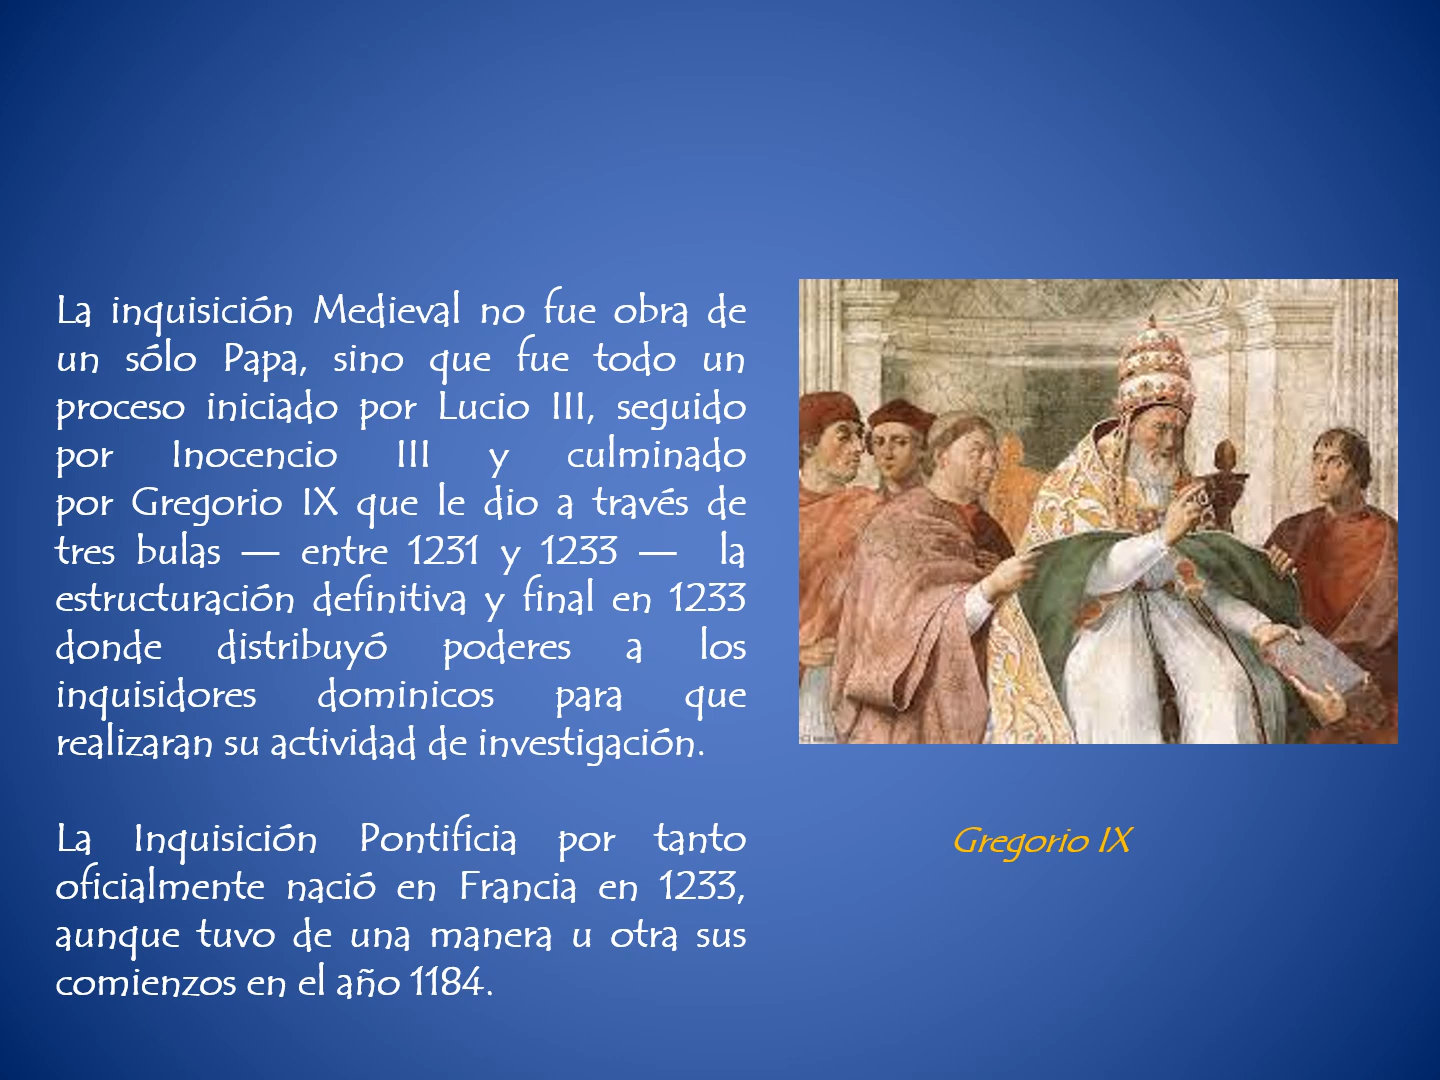 La inquisición Medieval no fue obra de
un sólo Papa, sino que fue todo un
proceso iniciado por Lucio III, seguido
por Inocencio III y culminado
por Gregorio IX que le dio a través de
tres bulas — entre 1231 y 1233 — la
estructuración definitiva y final en 1233
donde distribuyó poderes a los
inquisidores dominicos para que
realizaran su actividad de investigación.
La Inquisición Pontificia por tanto
oficialmente nació en Francia en 1233,
aunque tuvo de una manera u otra sus
comienzos en el año 1184.
Gregorio IX